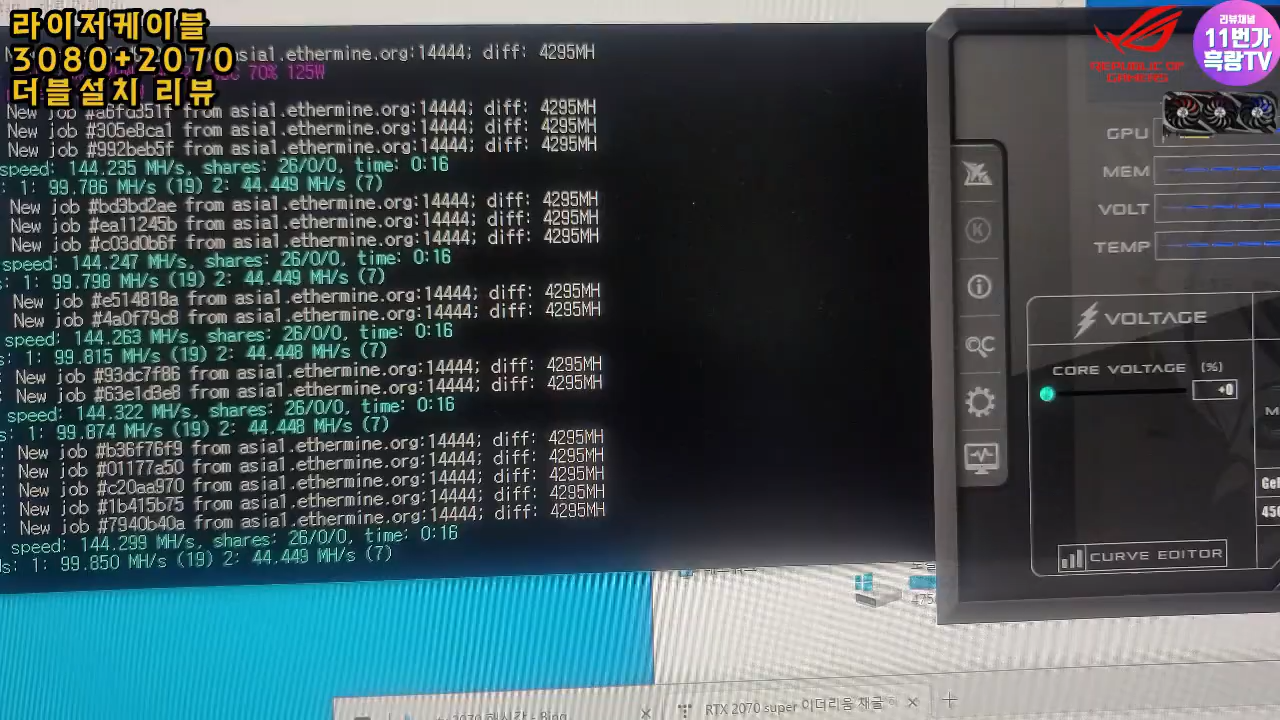 라이저케이블
3080+2070
더블설치 리뷰
REPUBLIC OF
GAMERS
리뷰채널
11번가
흑랑TV
asia1.ethermine.org:14444; diff: 4295MH
70% 125W
New job #a6fd351f from asia1.ethermine.org:14444; diff: 4295MH
New job #305e8ca1 from asia1.ethermine.org:14444; diff: 4295MH
New job #992beb5f from asia1.ethermine.org:14444; diff: 4295MH
speed: 144.235 MH/s, shares: 26/0/0, time: 0:16
: 1: 99.786 MH/s (19) 2: 44.449 MH/s (7)
New job #bd3bd2ae from asia1.ethermine.org:14444; diff: 4295MH
New job #ea11245b from asia1.ethermine.org:14444; diff: 4295MH
New job #c03d0b6f from asia1.ethermine.org:14444; diff: 4295MH
speed: 144.247 MH/s, shares: 26/0/0, time: 0:16
s: 1: 99.798 MH/s (19) 2: 44.449 MH/s (7)
New job #e514818a from asia1.ethermine.org:14444; diff: 4295MH
New job #4a0f79c8 from asia1.ethermine.org:14444; diff: 4295MH
speed: 144.263 MH/s, shares: 26/0/0, time: 0:16
s: 1: 99.815 MH/s (19) 2: 44.448 MH/s (7)
: New job #93dc7f86 from asia1.ethermine.org:14444; diff: 4295MH
: New job #63e1d3e8 from asia1.ethermine.org:14444; diff: 4295MH
speed: 144.322 MH/s, shares: 26/0/0, time: 0:16
s: 1: 99.874 MH/s (19) 2: 44.448 MH/s (7)
: New job #b36f76f9 from asia1.ethermine.org:14444; diff: 4295MH
: New job #01177a50 from asia1.ethermine.org:14444; diff: 4295MH
: New job #c20aa970 from asia1.ethermine.org:14444; diff: 4295MH
: New job #1b415b75 from asia1.ethermine.org:14444; diff: 4295MH
: New job #7940b40a from asia1.ethermine.org:14444; diff: 4295MH
speed: 144.299 MH/s, shares: 26/0/0, time: 0:16
ds: 1: 99.850 MH/s (19) 2: 44.449 MH/s (7)
GPU
MEM
VOLT
TEMP
K
i
OC
VOLTAGE
CORE VOLTAGE (%)
+0
CURVE EDITOR
GeF
450
475
2070 해시값 - Bing
RTX 2070 super 이더리움 채굴